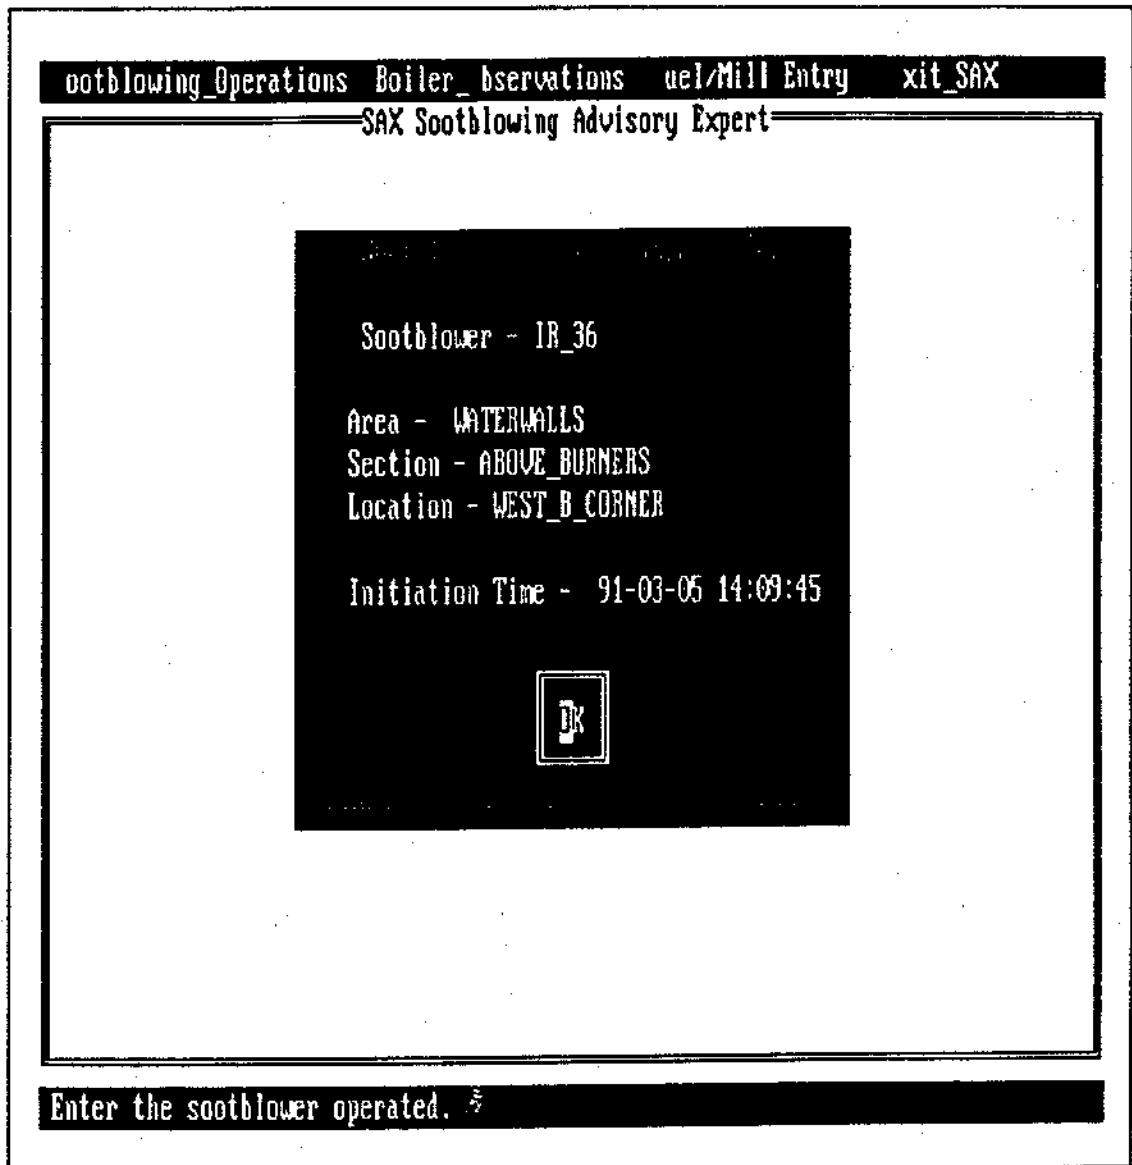 ootblowing_Operations Boiler_ bservations uel/Mill Entry xit_SAX
SAX Sootblowing Advisory Expert
Sootblower - IR_36
Area - WATERWALLS
Section - ABOVE_BURNERS
Location - WEST_B_CORNER
Initiation Time - 91-03-06 14:09:45
OK
Enter the sootblower operated.